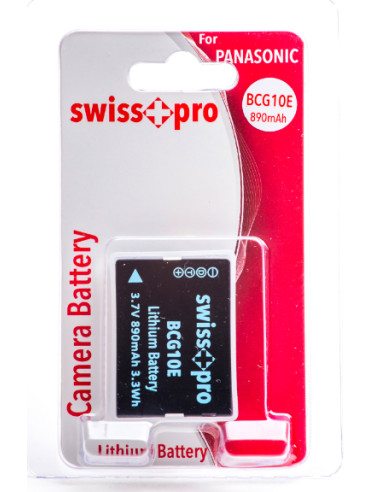 For
PANASONIC
BCG10E
890mAh
swiss+pro
Camera Battery
swiss+pro
BCG10E
Lithium Battery
3.7V 890mAh 3.3Wh
Lithium Battery